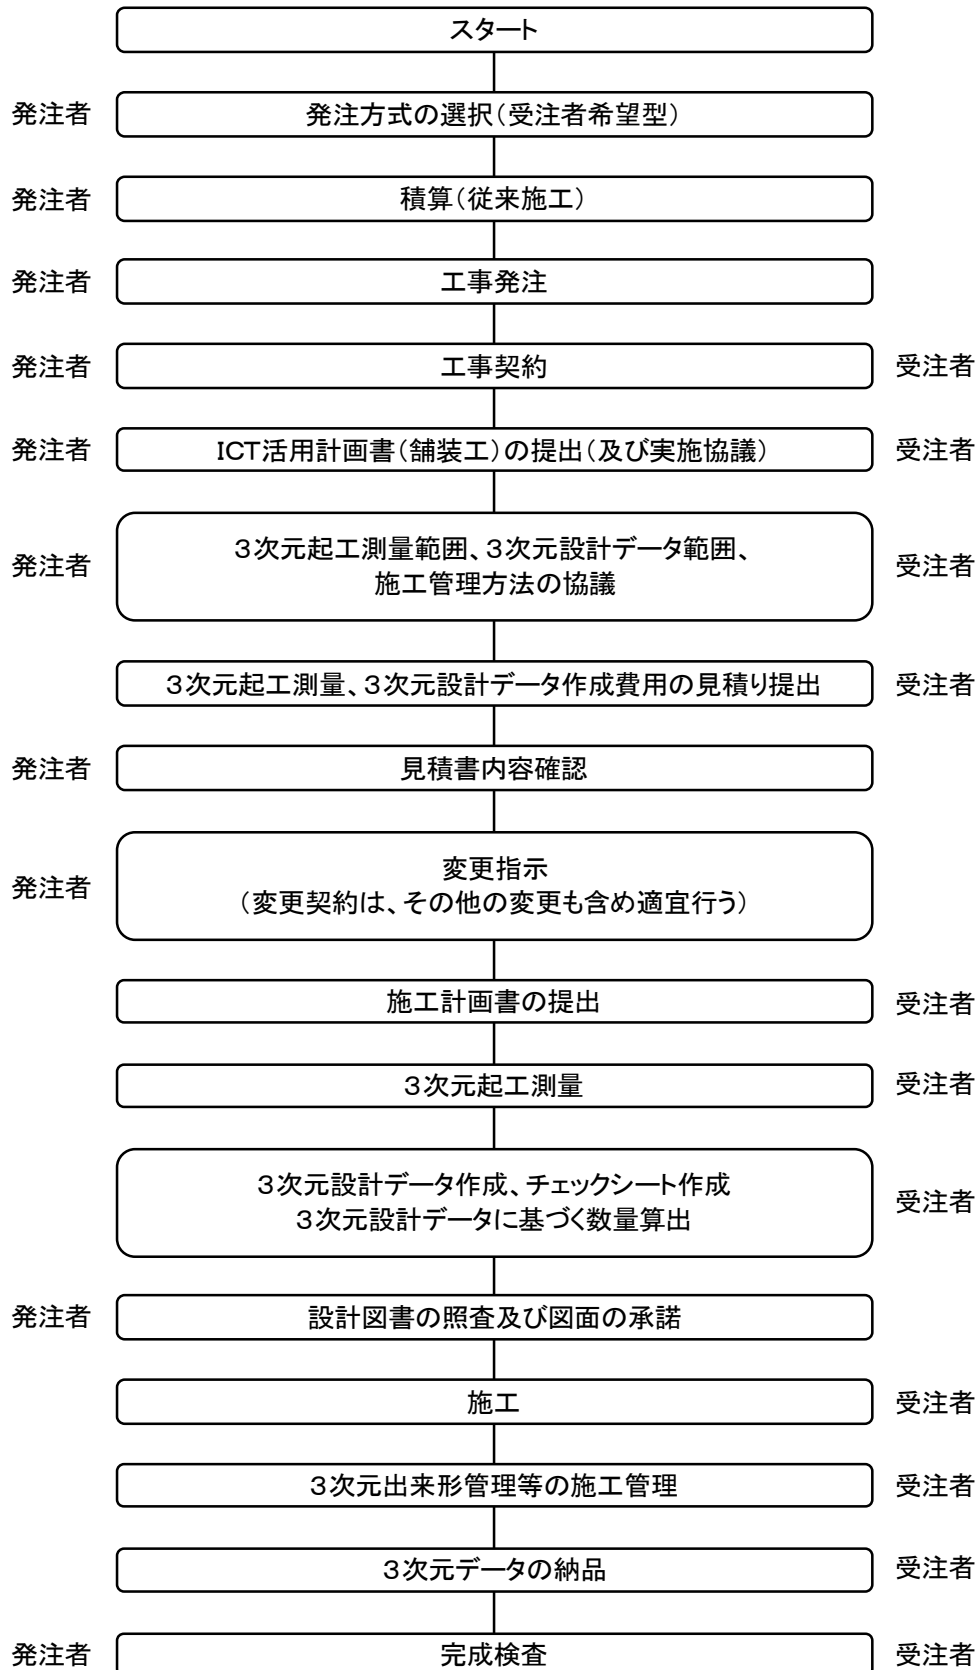 スタート
発注者 発注方式の選択（受注者希望型）
発注者 積算（従来施工）
発注者 工事発注
発注者 工事契約 受注者
発注者 ICT活用計画書（舗装工）の提出（及び実施協議） 受注者
３次元起工測量範囲、３次元設計データ範囲、
発注者 施工管理方法の協議 受注者
３次元起工測量、３次元設計データ作成費用の見積り提出 受注者
発注者 見積書内容確認
変更指示
発注者 （変更契約は、その他の変更も含め適宜行う）
施工計画書の提出 受注者
３次元起工測量 受注者
３次元設計データ作成、チェックシート作成
３次元設計データに基づく数量算出 受注者
発注者 設計図書の照査及び図面の承諾
施工 受注者
３次元出来形管理等の施工管理 受注者
３次元データの納品 受注者
発注者 完成検査 受注者